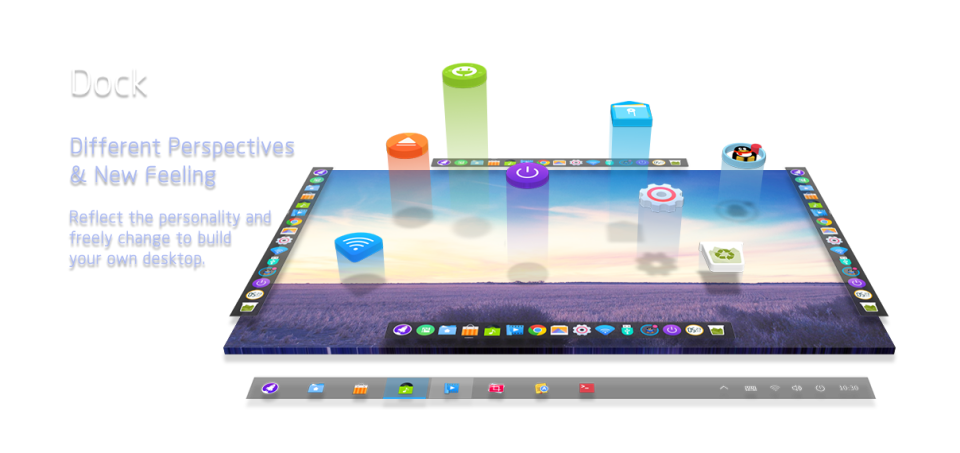 Dock
Different Perspectives
& New Feeling
Reflect the personality and
freely change to build
your own desktop.